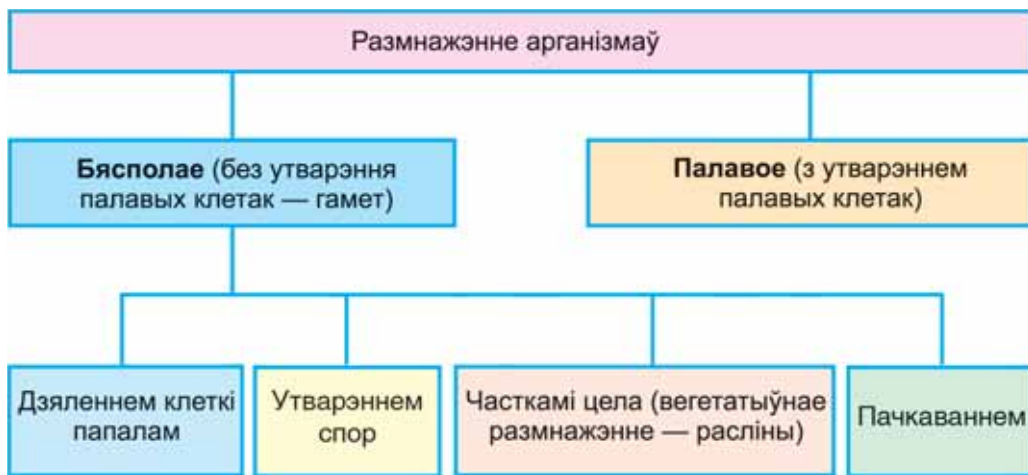 Размнажэнне арганізмаў
Бясполае (без утварэння
палавых клетак — гамет)
Палавое (з утварэннем
палавых клетак)
Дзяленнем клеткі
папалам
Утварэннем
спор
Часткамі цела (вегетатыўнае
размнажэнне — расліны)
Пачкаваннем